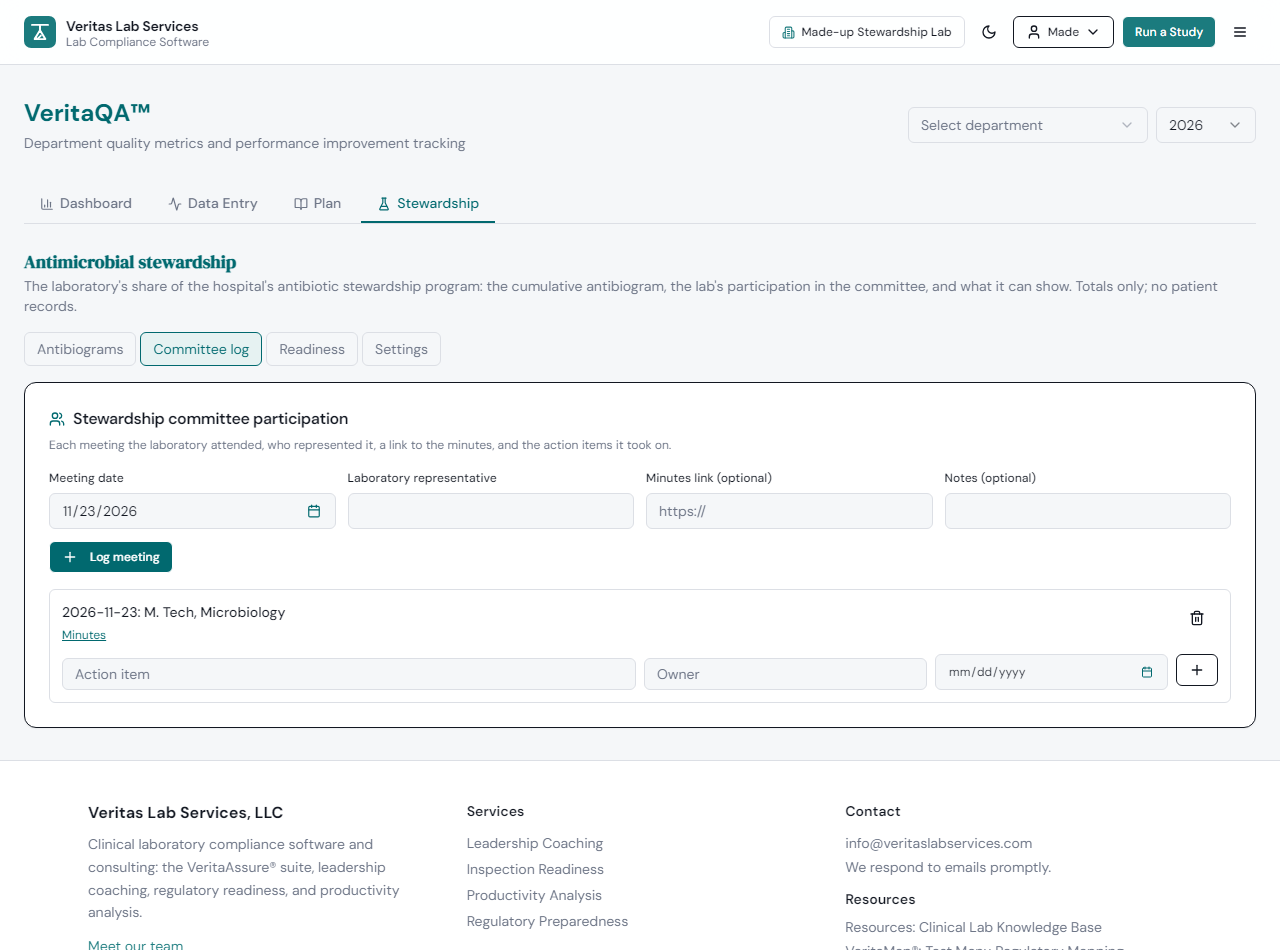 Veritas Lab Services
Lab Compliance Software
Made-up Stewardship Lab
Made
Run a Study
VeritaQA™
Department quality metrics and performance improvement tracking
Select department
2026
Dashboard
Data Entry
Plan
Stewardship
Antimicrobial stewardship
The laboratory's share of the hospital's antibiotic stewardship program: the cumulative antibiogram, the lab's participation in the committee, and what it can show. Totals only; no patient
records.
Antibiograms
Committee log
Readiness
Settings
Stewardship committee participation
Each meeting the laboratory attended, who represented it, a link to the minutes, and the action items it took on.
Meeting date
Laboratory representative
Minutes link (optional)
Notes (optional)
11/23/2026
https://
Log meeting
2026-11-23: M. Tech, Microbiology
Minutes
Action item
Owner
mm/dd/yyyy
Veritas Lab Services, LLC
Clinical laboratory compliance software and
consulting: the VeritaAssure® suite, leadership
coaching, regulatory readiness, and productivity
analysis.
Meet our team
Services
Leadership Coaching
Inspection Readiness
Productivity Analysis
Regulatory Preparedness
Contact
info@veritaslabservices.com
We respond to emails promptly.
Resources
Resources: Clinical Lab Knowledge Base
VeritaMap®: Test Menu Regulatory Mapping